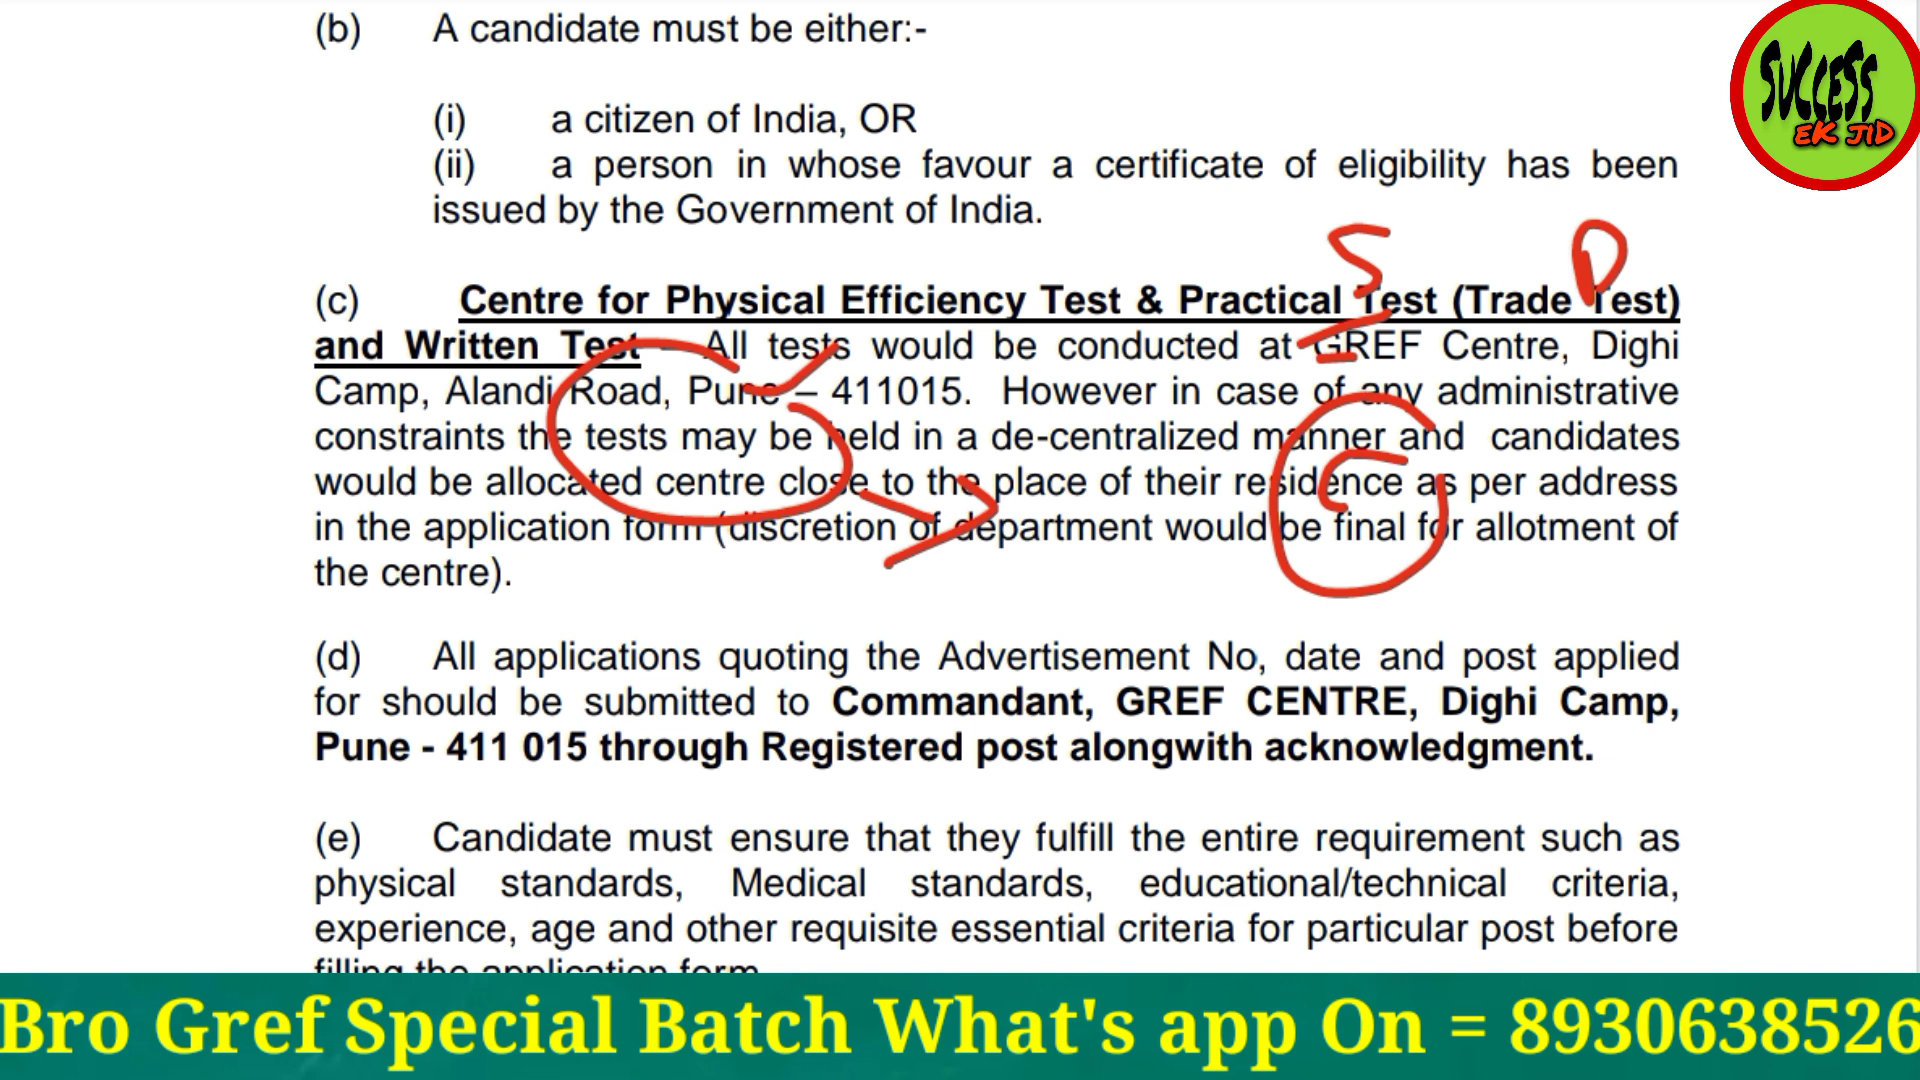 (b) A candidate must be either:-
(i) a citizen of India, OR
(ii) a person in whose favour a certificate of eligibility has been
issued by the Government of India.
(c) Centre for Physical Efficiency Test & Practical Test (Trade Test)
and Written Test – All tests would be conducted at GREF Centre, Dighi
Camp, Alandi Road, Pune – 411015. However in case of any administrative
constraints the tests may be held in a de-centralized manner and candidates
would be allocated centre close to the place of their residence as per address
in the application form (discretion of department would be final for allotment of
the centre).
(d) All applications quoting the Advertisement No, date and post applied
for should be submitted to Commandant, GREF CENTRE, Dighi Camp,
Pune - 411 015 through Registered post alongwith acknowledgment.
(e) Candidate must ensure that they fulfill the entire requirement such as
physical standards, Medical standards, educational/technical criteria,
experience, age and other requisite essential criteria for particular post before
filling the application form
SUCCESS
EK JID
Bro Gref Special Batch What's app On = 8930638526